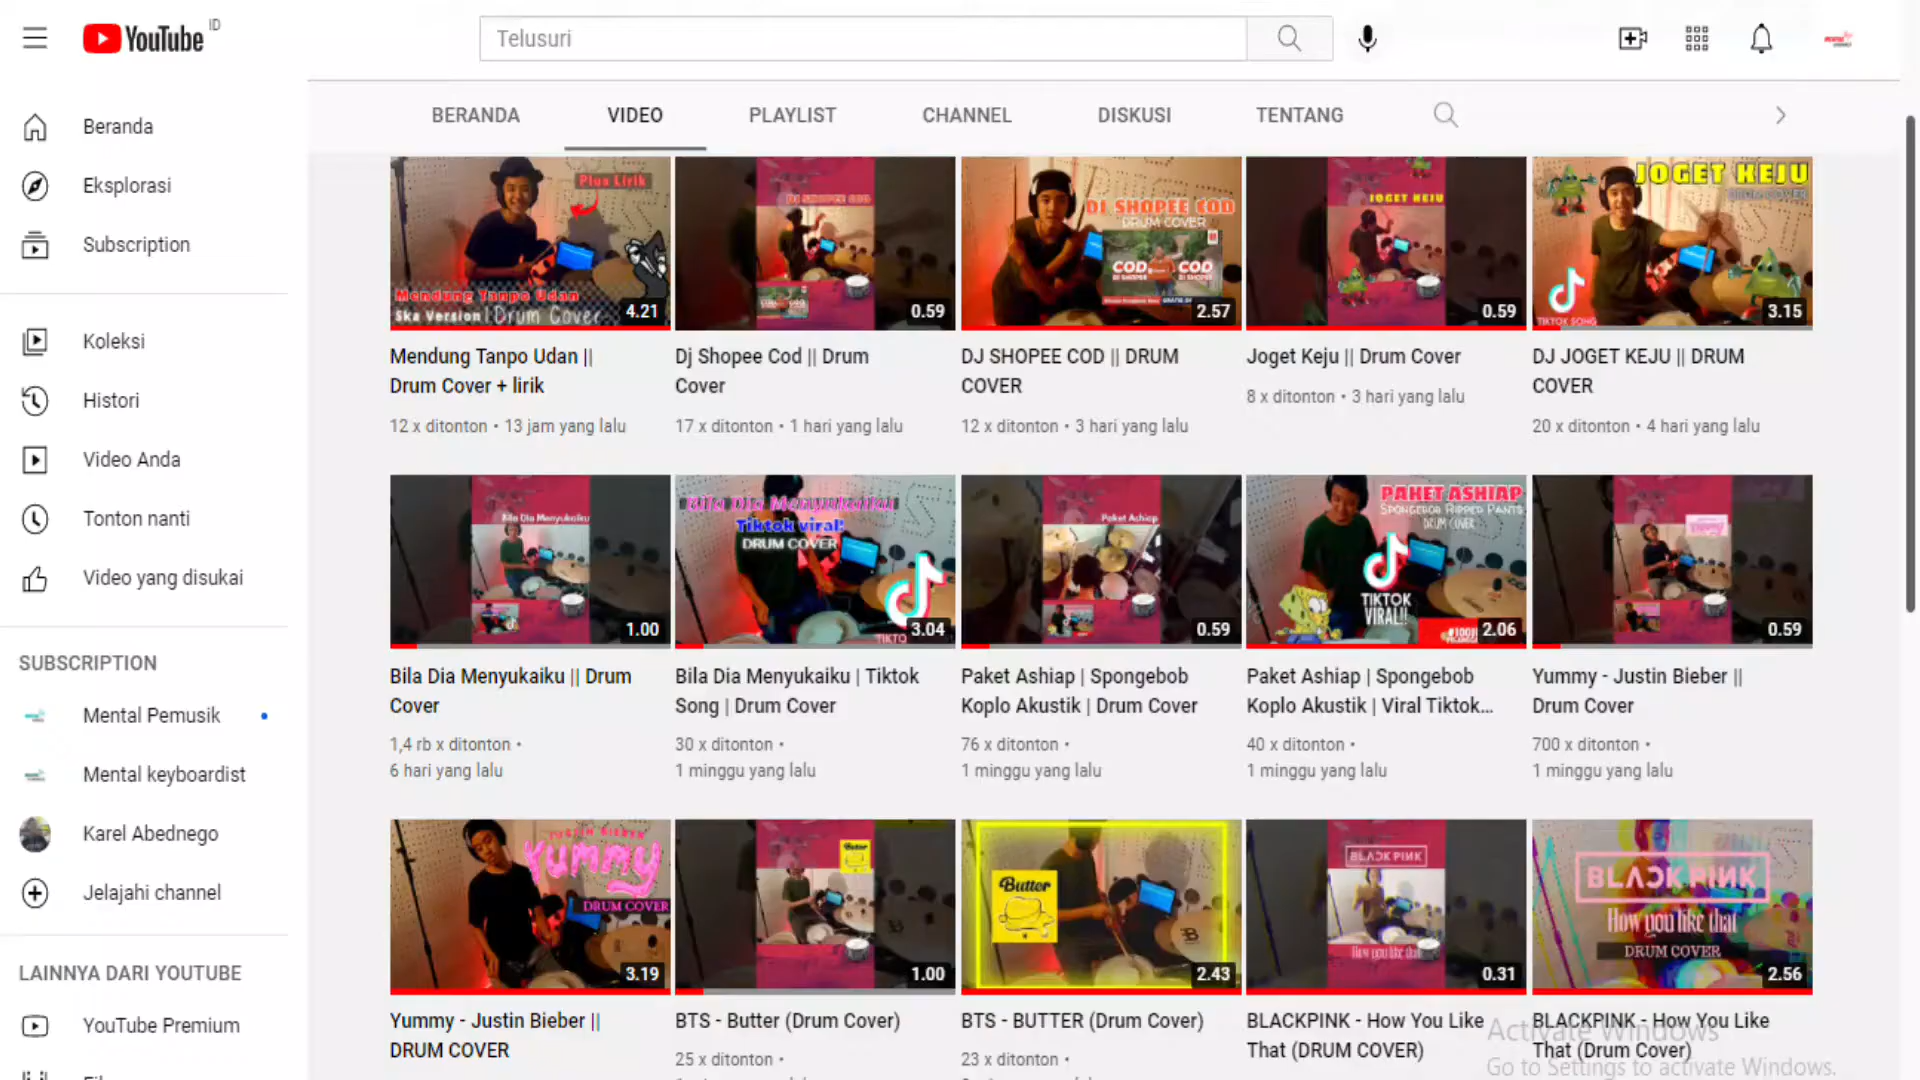 YouTube ID
Telusuri
BERANDA VIDEO PLAYLIST CHANNEL DISKUSI TENTANG
Beranda
Eksplorasi
Subscription
Koleksi
Histori
Video Anda
Tonton nanti
Video yang disukai
SUBSCRIPTION
Mental Pemusik
Mental keyboardist
Karel Abednego
Jelajahi channel
LAINNYA DARI YOUTUBE
YouTube Premium
Plus Lirik
Mendung Tanpo Udan
Ska Version | Drum Cover
4.21
Mendung Tanpo Udan ||
Drum Cover + lirik
12 x ditonton • 13 jam yang lalu
DJ SHOPEE COD
0.59
Dj Shopee Cod || Drum
Cover
17 x ditonton • 1 hari yang lalu
DJ SHOPEE COD
DRUM COVER
COD COD
2.57
DJ SHOPEE COD || DRUM
COVER
12 x ditonton • 3 hari yang lalu
JOGET KEJU
0.59
Joget Keju || Drum Cover
8 x ditonton • 3 hari yang lalu
JOGET KEJU
DRUM COVER
TIKTOK SONG
3.15
DJ JOGET KEJU || DRUM
COVER
20 x ditonton • 4 hari yang lalu
Bila Dia Menyukaiku
1.00
Bila Dia Menyukaiku || Drum
Cover
1,4 rb x ditonton •
6 hari yang lalu
Bila Dia Menyukaiku
Tiktok viral!
DRUM COVER
TIKTO
3.04
Bila Dia Menyukaiku | Tiktok
Song | Drum Cover
30 x ditonton •
1 minggu yang lalu
Paket Ashiap
0.59
Paket Ashiap | Spongebob
Koplo Akustik | Drum Cover
76 x ditonton •
1 minggu yang lalu
PAKET ASHIAP
SPONGEBOB RIPPED PANTS
DRUM COVER
TIKTOK
VIRAL!!
2.06
Paket Ashiap | Spongebob
Koplo Akustik | Viral Tiktok...
40 x ditonton •
1 minggu yang lalu
0.59
Yummy - Justin Bieber ||
Drum Cover
700 x ditonton •
1 minggu yang lalu
JUSTIN BIEBER
Yummy
DRUM COVER
3.19
Yummy - Justin Bieber ||
DRUM COVER
Butter
1.00
BTS - Butter (Drum Cover)
25 x ditonton •
Butter
2.43
BTS - BUTTER (Drum Cover)
23 x ditonton •
BLACKPINK
How you like that
0.31
BLACKPINK - How You Like
That (DRUM COVER)
BLACKPINK
How you like that
DRUM COVER
2.56
BLACKPINK - How You Like
That (Drum Cover)
Activate Windows
Go to Settings to activate Windows.